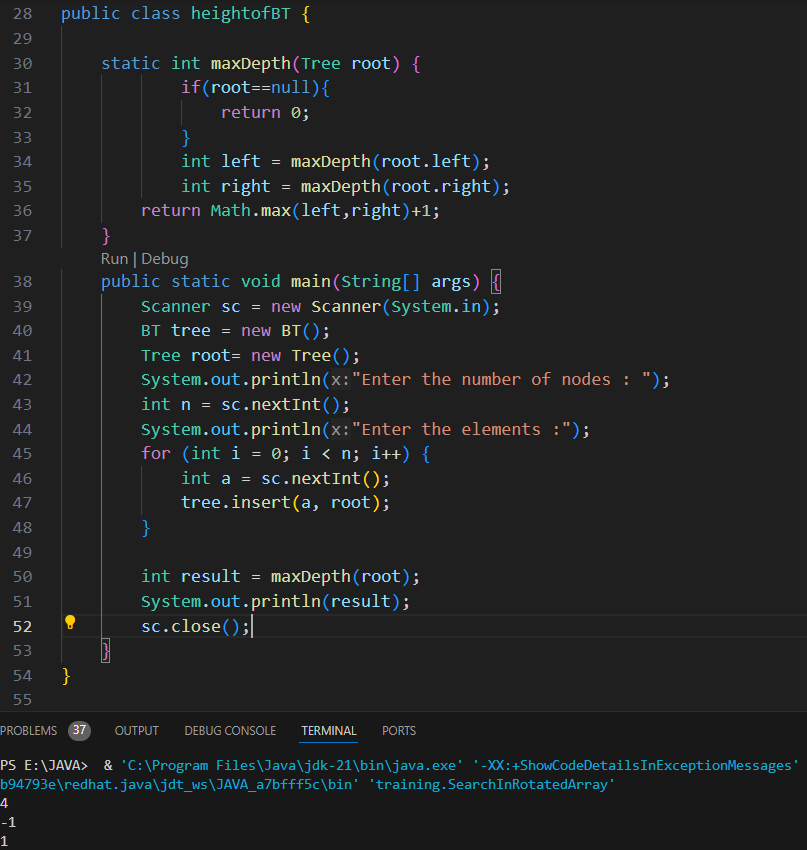 28 public class heightofBT {
29
30 static int maxDepth(Tree root) {
31 if(root==null){
32 return 0;
33 }
34 int left = maxDepth(root.left);
35 int right = maxDepth(root.right);
36 return Math.max(left,right)+1;
37 }
Run | Debug
38 public static void main(String[] args) {
39 Scanner sc = new Scanner(System.in);
40 BT tree = new BT();
41 Tree root= new Tree();
42 System.out.println(x:"Enter the number of nodes : ");
43 int n = sc.nextInt();
44 System.out.println(x:"Enter the elements :");
45 for (int i = 0; i < n; i++) {
46 int a = sc.nextInt();
47 tree.insert(a, root);
48 }
49
50 int result = maxDepth(root);
51 System.out.println(result);
52 sc.close();
53 }
54 }
55
PROBLEMS 37 OUTPUT DEBUG CONSOLE TERMINAL PORTS
PS E:\JAVA>  & 'C:\Program Files\Java\jdk-21\bin\java.exe' '-XX:+ShowCodeDetailsInExceptionMessages'
b94793e\redhat.java\jdt_ws\JAVA_a7bfff5c\bin' 'training.SearchInRotatedArray'
4
-1
1